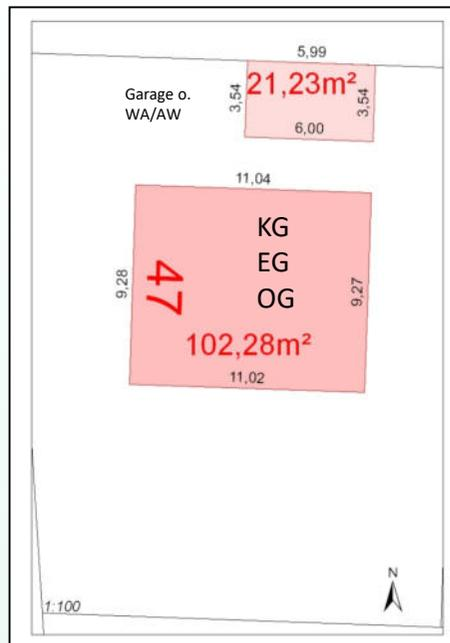 5,99
21,23m²
3,54
3,54
Garage o.
WA/AW
6,00
11,04
KG
EG
OG
47
9,28
9,27
102,28m²
11,02
N
1:100